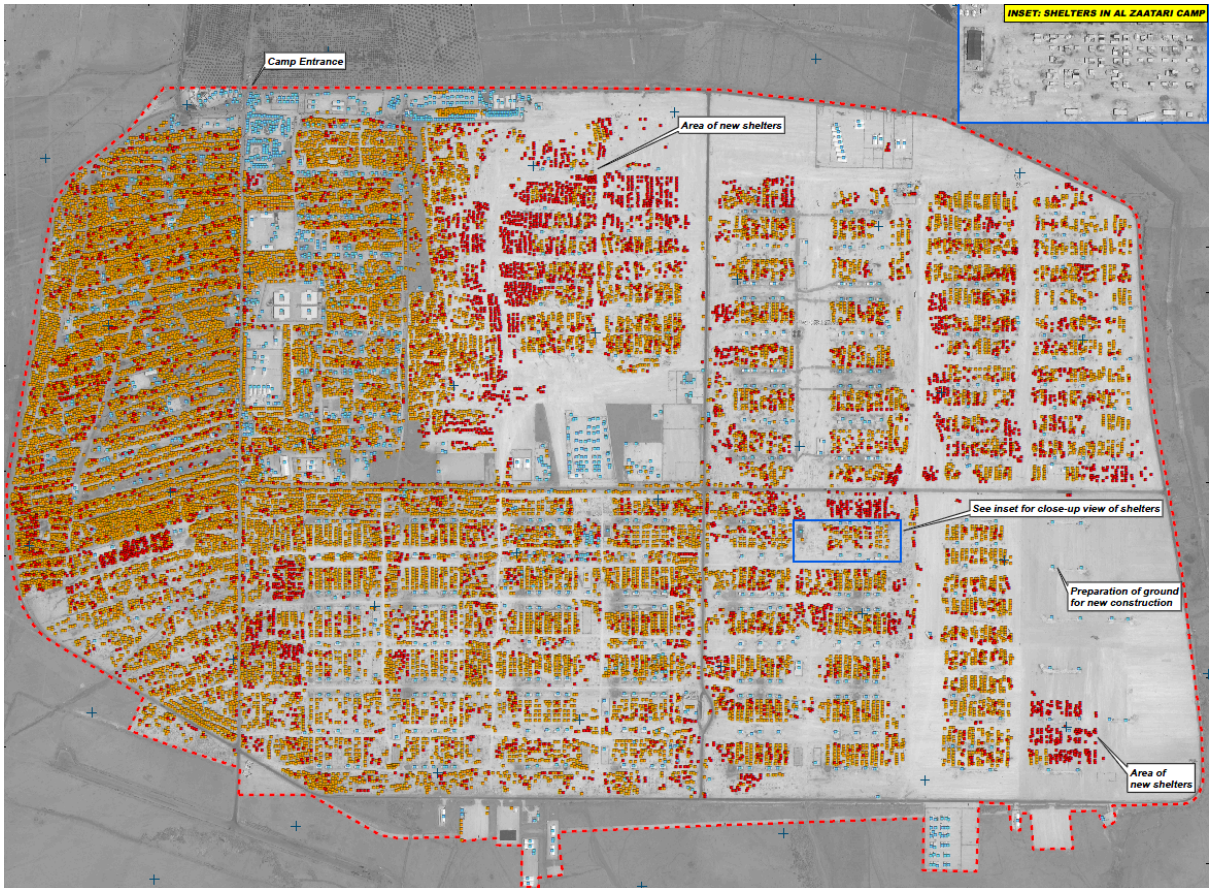 INSET: SHELTERS IN AL ZAATARI CAMP
Camp Entrance
Area of new shelters
See inset for close-up view of shelters
Preparation of ground
for new construction
Area of
new shelters